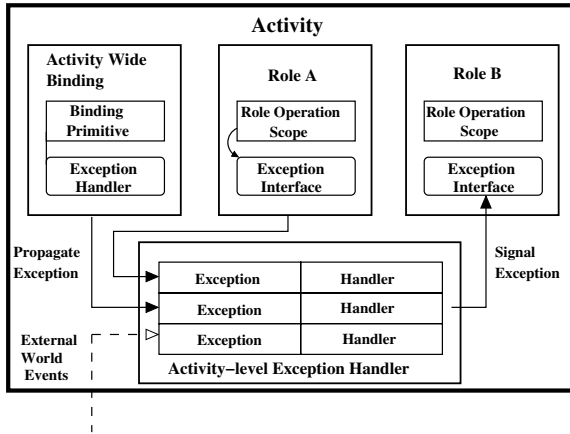 Activity
Activity Wide
Binding
Binding
Primitive
Exception
Handler
Role A
Role Operation
Scope
Exception
Interface
Role B
Role Operation
Scope
Exception
Interface
Propagate
Exception
Signal
Exception
Exception Handler
Exception Handler
Exception Handler
Activity-level Exception Handler
External
World
Events